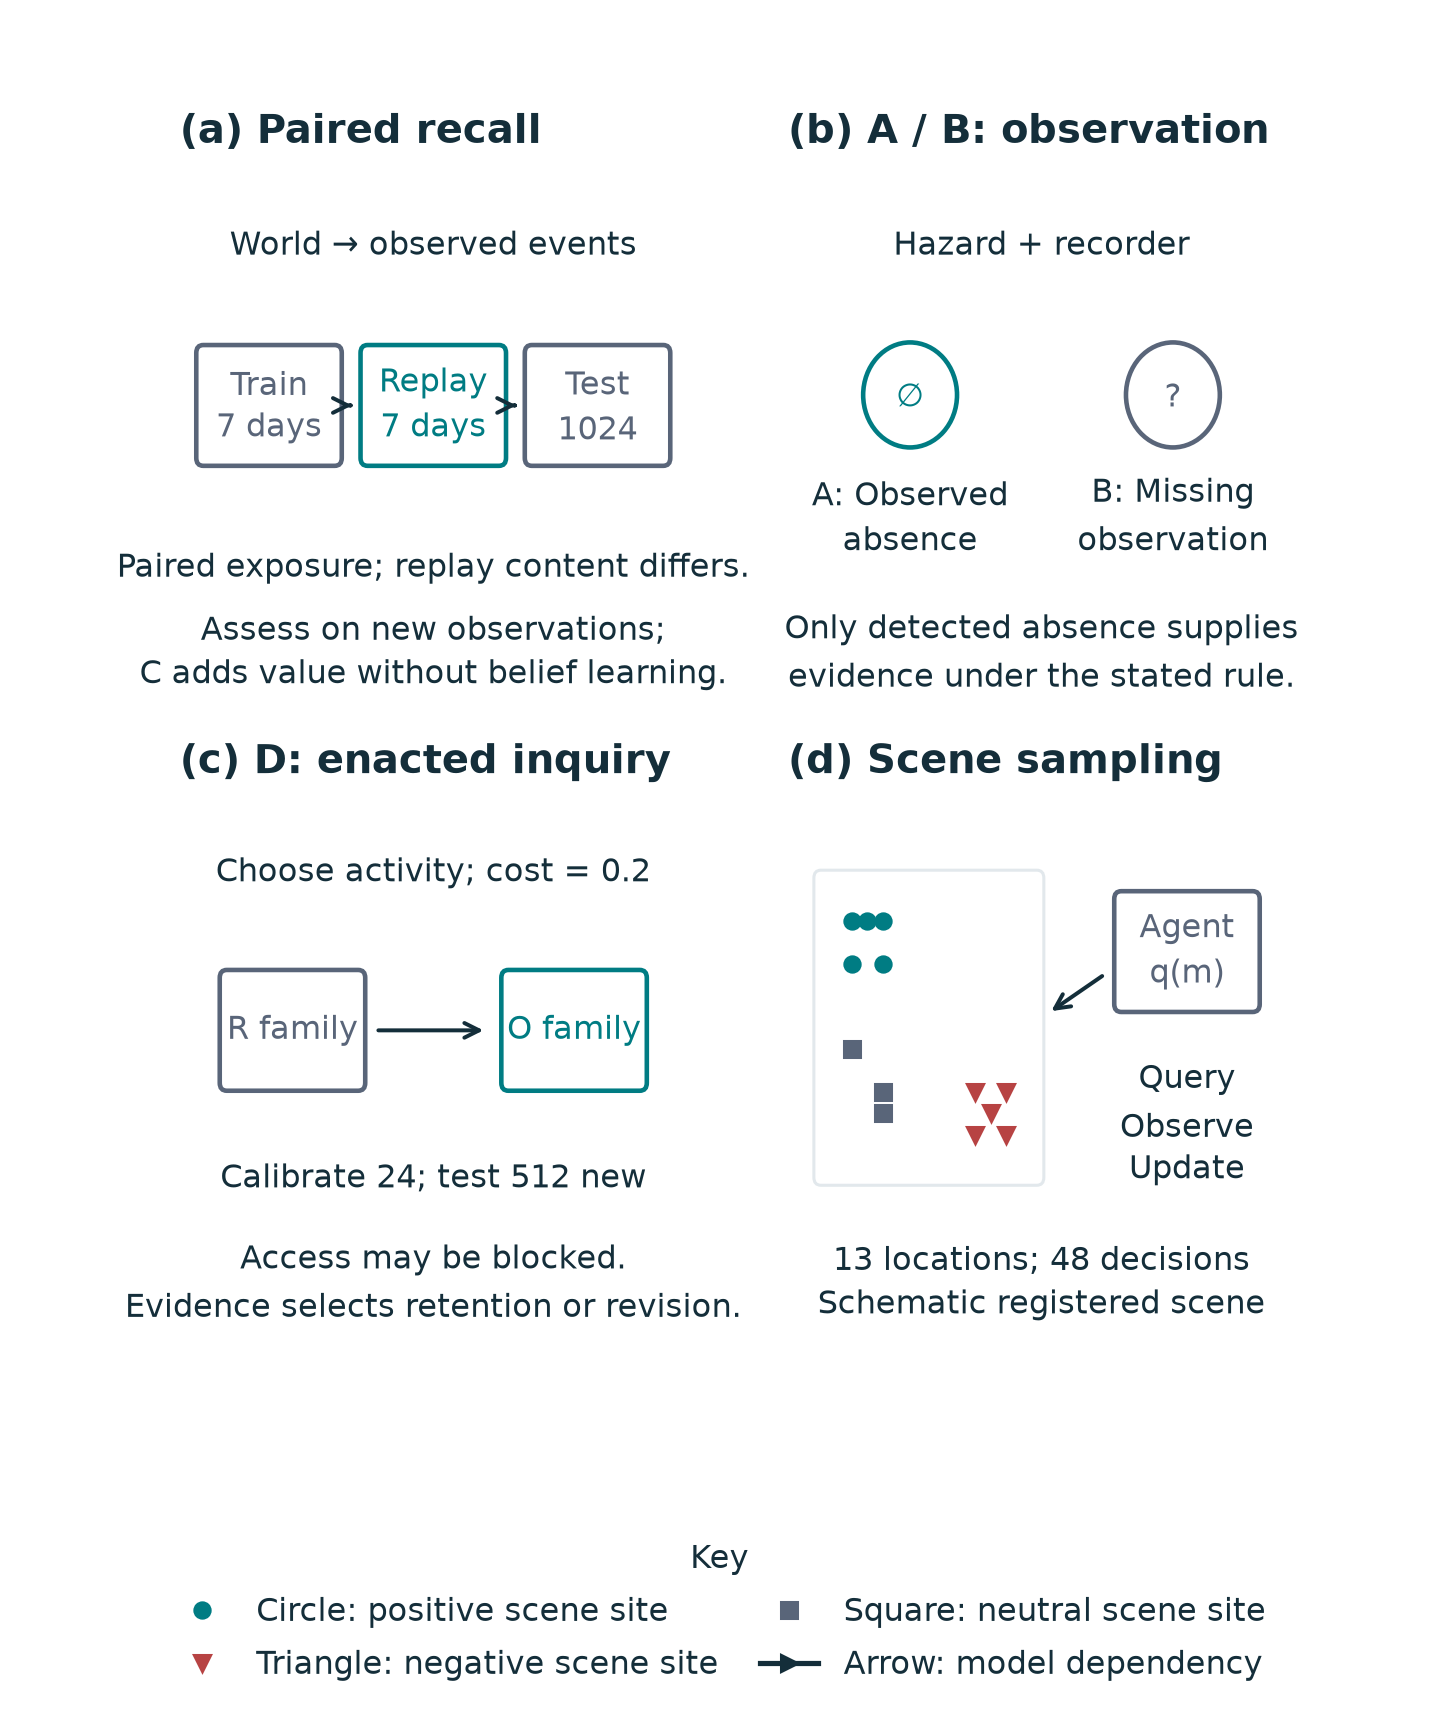 (a) Paired recall
World → observed events
Train
7 days
Replay
7 days
Test
1024
Paired exposure; replay content differs.
Assess on new observations;
C adds value without belief learning.
(b) A / B: observation
Hazard + recorder
∅
?
A: Observed
absence
B: Missing
observation
Only detected absence supplies
evidence under the stated rule.
(c) D: enacted inquiry
Choose activity; cost = 0.2
R family
O family
Calibrate 24; test 512 new
Access may be blocked.
Evidence selects retention or revision.
(d) Scene sampling
Agent
q(m)
Query
Observe
Update
13 locations; 48 decisions
Schematic registered scene
Key
Circle: positive scene site
Triangle: negative scene site
Square: neutral scene site
Arrow: model dependency